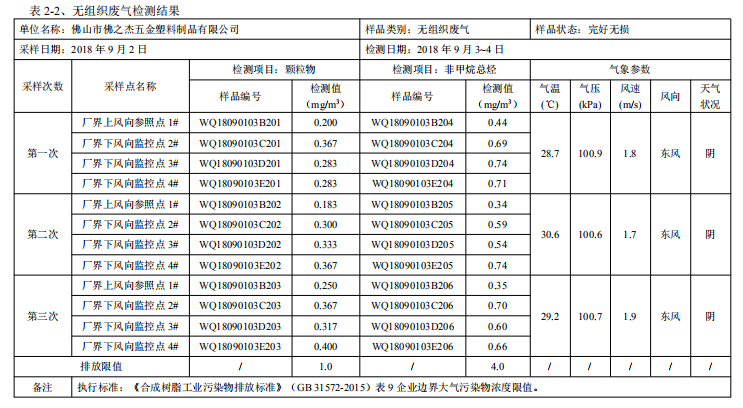 表 2-2、无组织废气检测结果
单位名称：佛山市佛之杰五金塑料制品有限公司 样品类别：无组织废气 样品状态：完好无损
采样日期：2018 年 9 月 2 日 检测日期：2018 年 9 月 3~4 日
采样次数 采样点名称 检测项目：颗粒物 检测项目：非甲烷总烃 气象参数
样品编号 检测值（mg/m³） 样品编号 检测值（mg/m³） 气温（℃） 气压（kPa） 风速（m/s） 风向 天气状况
第一次 厂界上风向参照点 1# WQ18090103B201 0.200 WQ18090103B204 0.44 28.7 100.9 1.8 东风 阴
厂界下风向监控点 2# WQ18090103C201 0.367 WQ18090103C204 0.69
厂界下风向监控点 3# WQ18090103D201 0.283 WQ18090103D204 0.74
厂界下风向监控点 4# WQ18090103E201 0.283 WQ18090103E204 0.71
第二次 厂界上风向参照点 1# WQ18090103B202 0.183 WQ18090103B205 0.34 30.6 100.6 1.7 东风 阴
厂界下风向监控点 2# WQ18090103C202 0.300 WQ18090103C205 0.59
厂界下风向监控点 3# WQ18090103D202 0.333 WQ18090103D205 0.54
厂界下风向监控点 4# WQ18090103E202 0.367 WQ18090103E205 0.74
第三次 厂界上风向参照点 1# WQ18090103B203 0.250 WQ18090103B206 0.35 29.2 100.7 1.9 东风 阴
厂界下风向监控点 2# WQ18090103C203 0.367 WQ18090103C206 0.70
厂界下风向监控点 3# WQ18090103D203 0.317 WQ18090103D206 0.60
厂界下风向监控点 4# WQ18090103E203 0.400 WQ18090103E206 0.66
排放限值 / 1.0 / 4.0 / / / / /
备注 执行标准：《合成树脂工业污染物排放标准》（GB 31572-2015）表 9 企业边界大气污染物浓度限值。